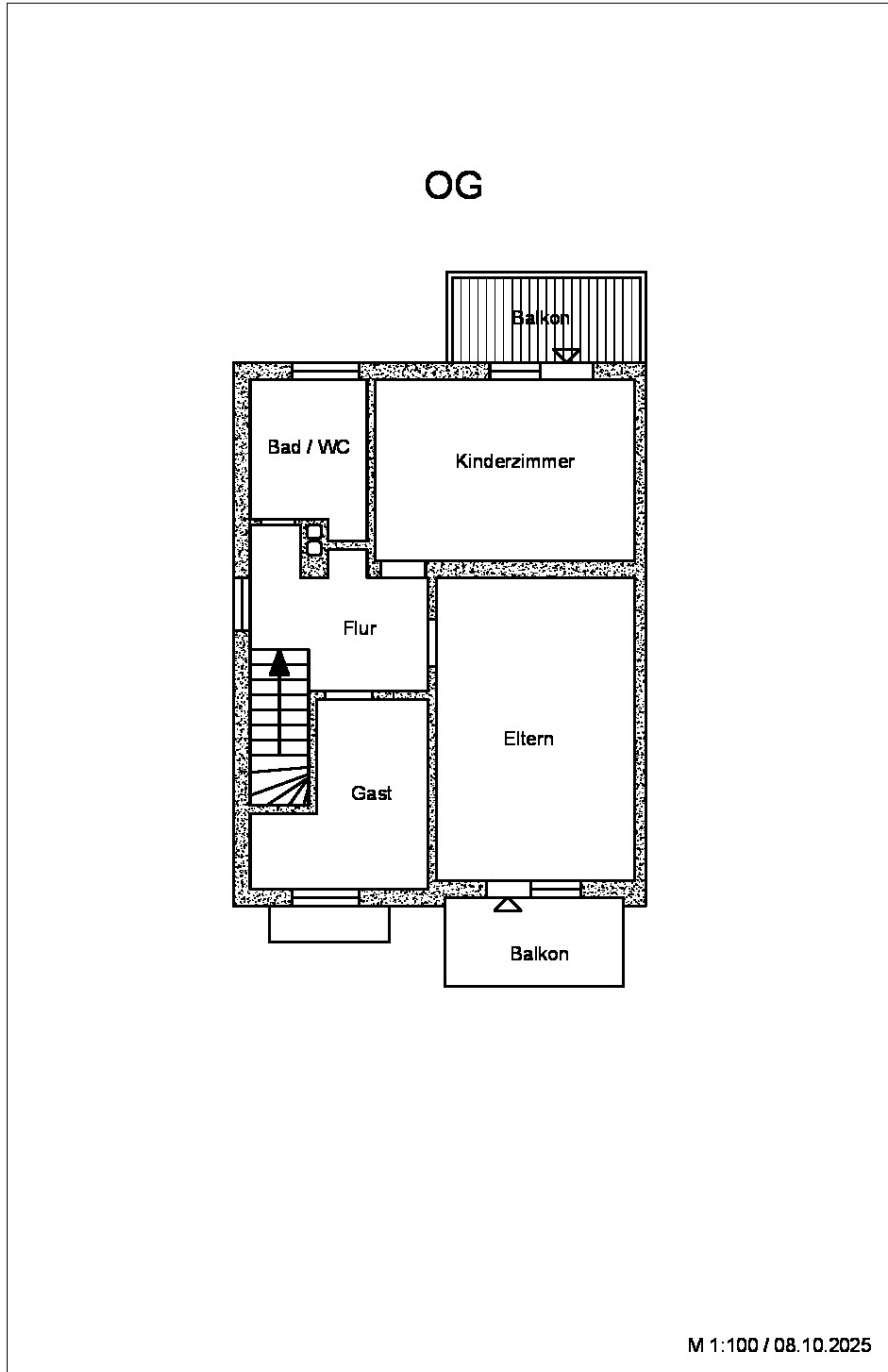 OG
Balkon
Bad / WC
Kinderzimmer
Flur
Eltern
Gast
Balkon
M 1:100 / 08.10.2025